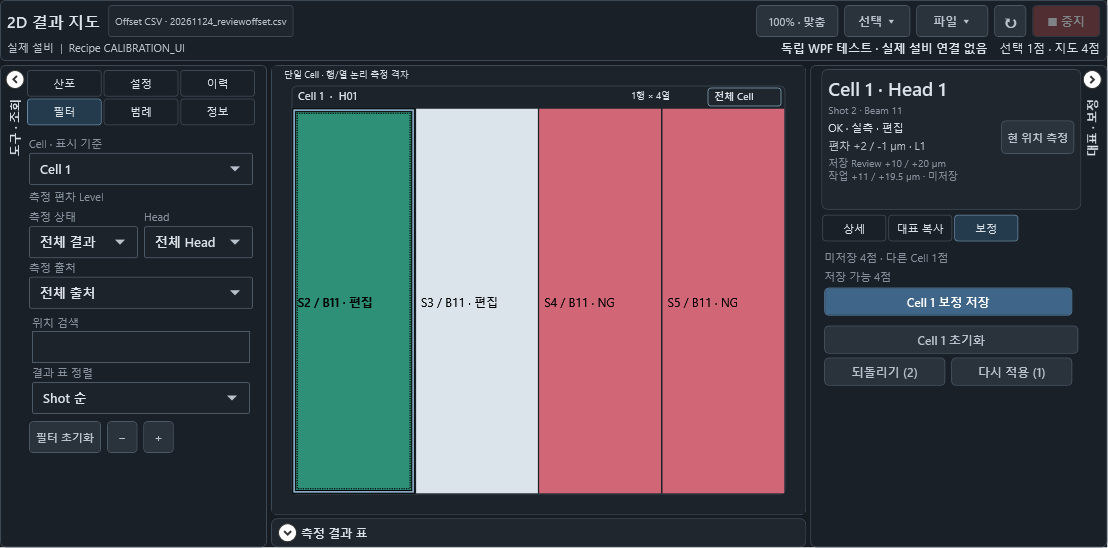 2D 결과 지도
Offset CSV · 20261124_reviewoffset.csv
100% · 맞춤
선택
파일
↻
중지
실제 설비 | Recipe CALIBRATION_UI
독립 WPF 테스트 · 실제 설비 연결 없음
선택 1점 · 지도 4점
도구 · 조회
산포
설정
이력
필터
범례
정보
Cell · 표시 기준
Cell 1
측정 편차 Level
측정 상태
Head
전체 결과
전체 Head
측정 출처
전체 출처
위치 검색
결과 표 정렬
Shot 순
필터 초기화
−
+
단일 Cell · 행/열 논리 측정 격자
Cell 1 · H01
1행 × 4열
전체 Cell
S2 / B11 · 편집
S3 / B11 · 편집
S4 / B11 · NG
S5 / B11 · NG
측정 결과 표
Cell 1 · Head 1
Shot 2 · Beam 11
OK · 실측 · 편집
편차 +2 / -1 µm · L1
저장 Review +10 / +20 µm
작업 +11 / +19.5 µm · 미저장
현 위치 측정
대표 · 보정
상세
대표 복사
보정
미저장 4점 · 다른 Cell 1점
저장 가능 4점
Cell 1 보정 저장
Cell 1 초기화
되돌리기 (2)
다시 적용 (1)